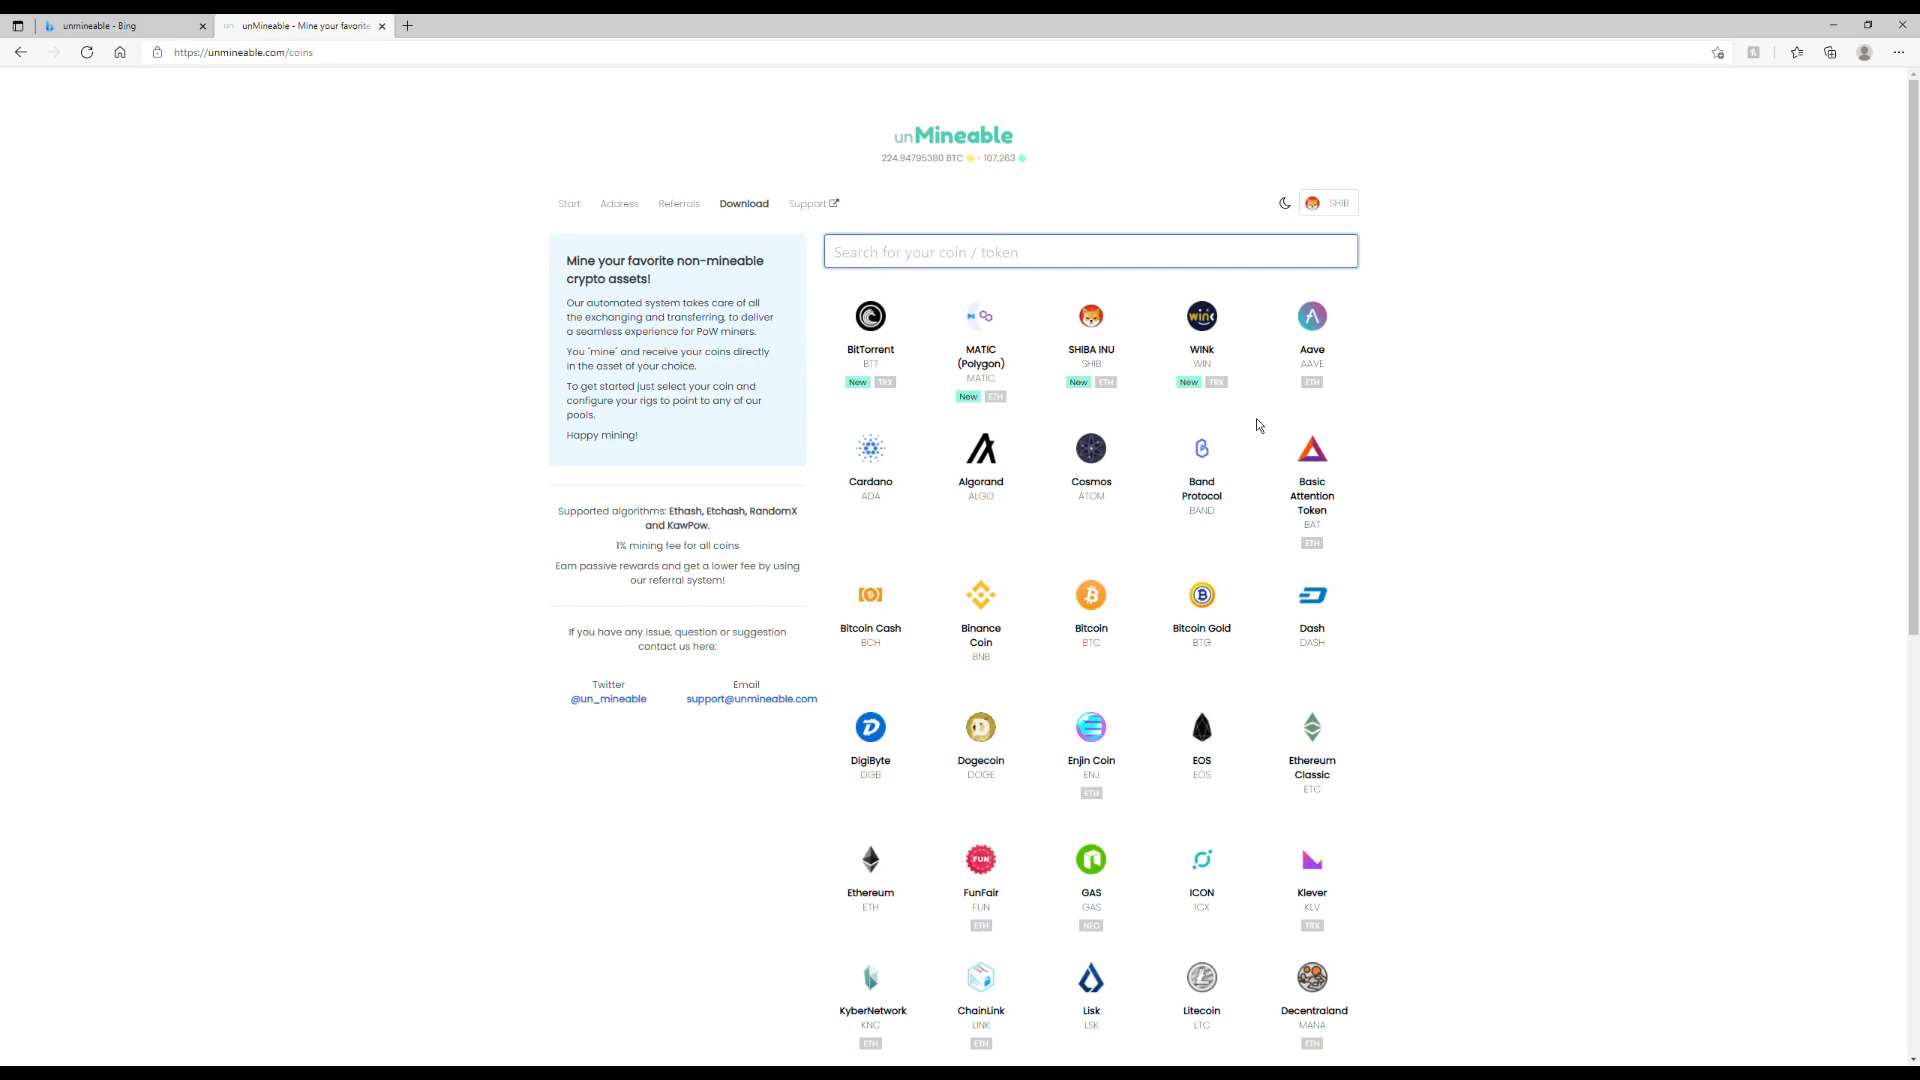 unmineable - Bing
un
unMineable - Mine your favorite
https://unmineable.com/coins
unMineable
224.94795380 BTC · 107,263
Start
Address
Referrals
Download
Support
SHIB
Mine your favorite non-mineable
crypto assets!
Our automated system takes care of all
the exchanging and transferring, to deliver
a seamless experience for PoW miners.
You "mine" and receive your coins directly
in the asset of your choice.
To get started just select your coin and
configure your rigs to point to any of our
pools.
Happy mining!
Supported algorithms: Ethash, Etchash, RandomX
and KawPow.
1% mining fee for all coins
Earn passive rewards and get a lower fee by using
our referral system!
If you have any issue, question or suggestion
contact us here:
Twitter
@un_mineable
Email
support@unmineable.com
Search for your coin / token
BitTorrent
BTT
New TRX
MATIC
(Polygon)
MATIC
New ETH
SHIBA INU
SHIB
New ETH
WINk
WIN
New TRX
Aave
AAVE
ETH
Cardano
ADA
Algorand
ALGO
Cosmos
ATOM
Band
Protocol
BAND
Basic
Attention
Token
BAT
ETH
Bitcoin Cash
BCH
Binance
Coin
BNB
Bitcoin
BTC
Bitcoin Gold
BTG
Dash
DASH
DigiByte
DGB
Dogecoin
DOGE
Enjin Coin
ENJ
ETH
EOS
EOS
Ethereum
Classic
ETC
Ethereum
ETH
FUN
FunFair
FUN
ETH
GAS
GAS
NEO
ICON
ICX
Klever
KLV
TRX
KyberNetwork
KNC
ETH
ChainLink
LINK
ETH
Lisk
LSK
Litecoin
LTC
Decentraland
MANA
ETH